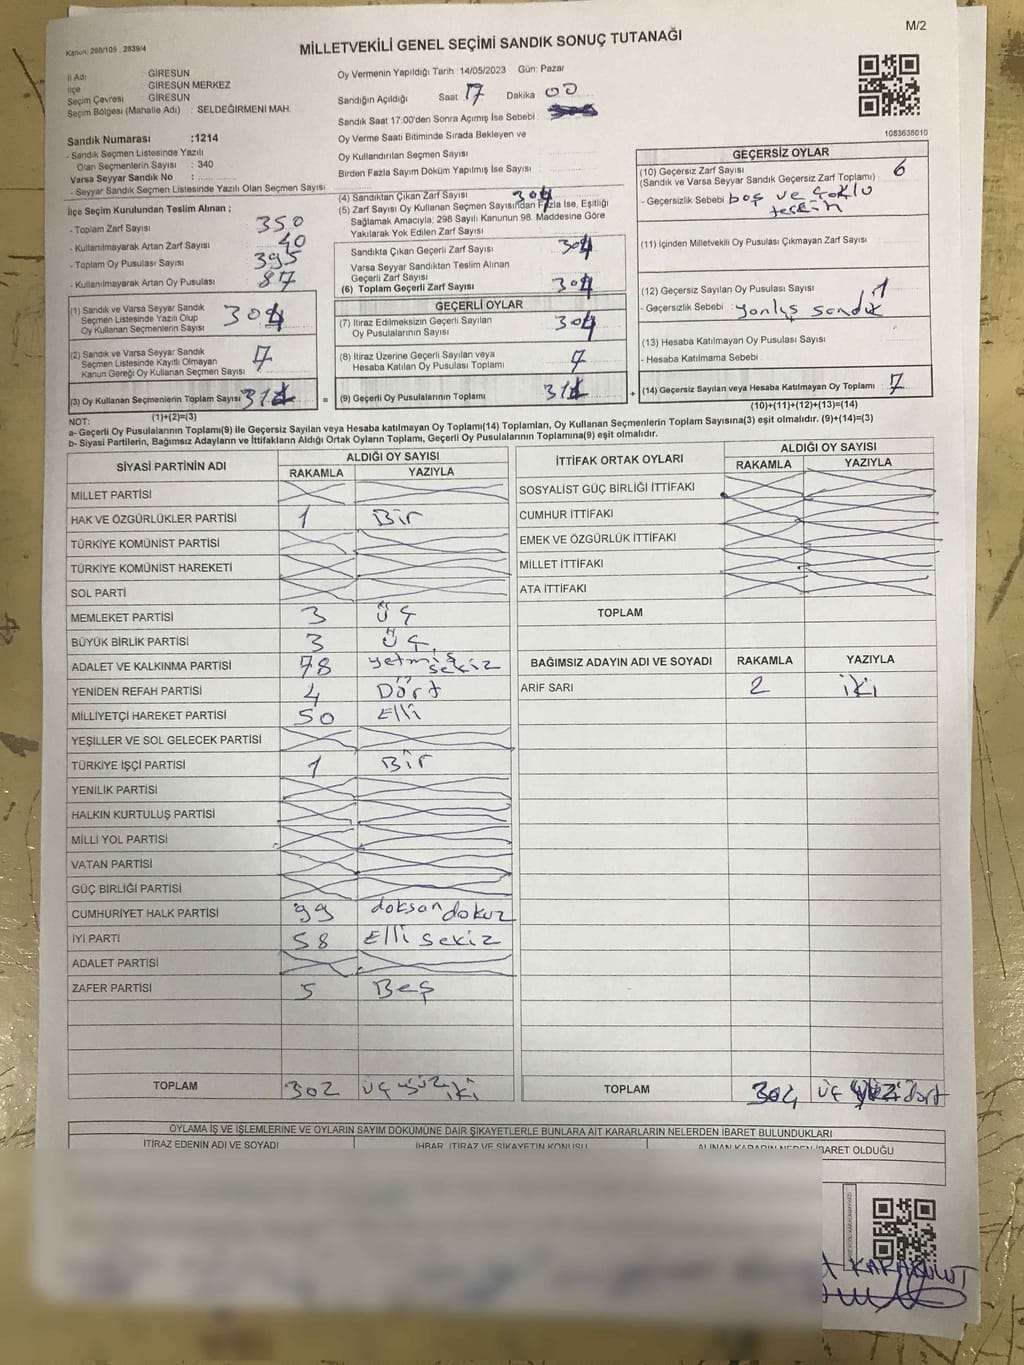 M/2
Kanun: 298/105 , 2839/4
MİLLETVEKİLİ GENEL SEÇİMİ SANDIK SONUÇ TUTANAĞI
İl Adı : GİRESUN
İlçe : GİRESUN MERKEZ
Seçim Çevresi : GİRESUN
Seçim Bölgesi (Mahalle Adı) : SELDEĞİRMENİ MAH.
Oy Vermenin Yapıldığı Tarih :14/05/2023 Gün: Pazar
Sandığın Açıldığı Saat: 17 Dakika 00
Sandık Saat 17:00'den Sonra Açılmış İse Sebebi :
Oy Verme Saati Bitiminde Sırada Bekleyen ve
Oy Kullandırılan Seçmen Sayısı
Birden Fazla Sayım Döküm Yapılmış İse Sayısı
1083636010
Sandık Numarası :1214
- Sandık Seçmen Listesinde Yazılı
Olan Seçmenlerin Sayısı : 340
Varsa Seyyar Sandık No :
- Seyyar Sandık Seçmen Listesinde Yazılı Olan Seçmen Sayısı
İlçe Seçim Kurulundan Teslim Alınan ;
- Toplam Zarf Sayısı 350
- Kullanılmayarak Artan Zarf Sayısı 40
- Toplam Oy Pusulası Sayısı 395
- Kullanılmayarak Artan Oy Pusulası 87
(1) Sandık ve Varsa Seyyar Sandık
Seçmen Listesinde Yazılı Olup
Oy Kullanan Seçmenlerin Sayısı 304
(2) Sandık ve Varsa Seyyar Sandık
Seçmen Listesinde Kayıtlı Olmayan
Kanun Gereği Oy Kullanan Seçmen Sayısı 7
(3) Oy Kullanan Seçmenlerin Toplam Sayısı
(1)+(2)=(3)
(4) Sandıktan Çıkan Zarf Sayısı 304
(5) Zarf Sayısı Oy Kullanan Seçmen Sayısından Fazla İse, Eşitliği
Sağlamak Amacıyla; 298 Sayılı Kanunun 98. Maddesine Göre
Yakılarak Yok Edilen Zarf Sayısı
Sandıkta Çıkan Geçerli Zarf Sayısı 304
Varsa Seyyar Sandıktan Teslim Alınan
Geçerli Zarf Sayısı
(6) Toplam Geçerli Zarf Sayısı 304
GEÇERLİ OYLAR
(7) İtiraz Edilmeksizin Geçerli Sayılan
Oy Pusulalarının Sayısı 304
(8) İtiraz Üzerine Geçerli Sayılan veya
Hesaba Katılan Oy Pusulası Toplamı 7
= (9) Geçerli Oy Pusulalarının Toplamı +
GEÇERSİZ OYLAR
(10) Geçersiz Zarf Sayısı 6
(Sandık ve Varsa Seyyar Sandık Geçersiz Zarf Toplamı)
- Geçersizlik Sebebi boş ve çoklu
tercih
(11) İçinden Milletvekili Oy Pusulası Çıkmayan Zarf Sayısı
(12) Geçersiz Sayılan Oy Pusulası Sayısı 1
- Geçersizlik Sebebi yanlış sandık
(13) Hesaba Katılmayan Oy Pusulası Sayısı
- Hesaba Katılmama Sebebi
(14) Geçersiz Sayılan veya Hesaba Katılmayan Oy Toplamı 7
(10)+(11)+(12)+(13)=(14)
NOT:
a- Geçerli Oy Pusulalarının Toplamı(9) ile Geçersiz Sayılan veya Hesaba katılmayan Oy Toplamı(14) Toplamları, Oy Kullanan Seçmenlerin Toplam Sayısına(3) eşit olmalıdır. (9)+(14)=(3)
b- Siyasi Partilerin, Bağımsız Adayların ve İttifakların Aldığı Ortak Oyların Toplamı, Geçerli Oy Pusulalarının Toplamına(9) eşit olmalıdır.
SİYASİ PARTİNİN ADI ALDIĞI OY SAYISI
RAKAMLA YAZIYLA
MİLLET PARTİSİ
HAK VE ÖZGÜRLÜKLER PARTİSİ 1 Bir
TÜRKİYE KOMÜNİST PARTİSİ
TÜRKİYE KOMÜNİST HAREKETİ
SOL PARTİ
MEMLEKET PARTİSİ 3 ÜÇ
BÜYÜK BİRLİK PARTİSİ 3 ÜÇ
ADALET VE KALKINMA PARTİSİ 78 yetmiş sekiz
YENİDEN REFAH PARTİSİ 4 Dört
MİLLİYETÇİ HAREKET PARTİSİ 50 Elli
YEŞİLLER VE SOL GELECEK PARTİSİ
TÜRKİYE İŞÇİ PARTİSİ 1 Bir
YENİLİK PARTİSİ
HALKIN KURTULUŞ PARTİSİ
MİLLİ YOL PARTİSİ
VATAN PARTİSİ
GÜÇ BİRLİĞİ PARTİSİ
CUMHURİYET HALK PARTİSİ 99 doksan dokuz
İYİ PARTİ 58 Elli sekiz
ADALET PARTİSİ
ZAFER PARTİSİ 5 Beş
TOPLAM 302 üç yüz iki
İTTİFAK ORTAK OYLARI ALDIĞI OY SAYISI
RAKAMLA YAZIYLA
SOSYALİST GÜÇ BİRLİĞİ İTTİFAKI
CUMHUR İTTİFAKI
EMEK VE ÖZGÜRLÜK İTTİFAKI
MİLLET İTTİFAKI
ATA İTTİFAKI
TOPLAM
BAĞIMSIZ ADAYIN ADI VE SOYADI RAKAMLA YAZIYLA
ARİF SARI 2 iki
TOPLAM 304 üç dört
OYLAMA İŞ VE İŞLEMLERİNE VE OYLARIN SAYIM DÖKÜMÜNE DAİR ŞİKAYETLERLE BUNLARA AİT KARARLARIN NELERDEN İBARET BULUNDUKLARI
İTİRAZ EDENİN ADI VE SOYADI İHBAR, İTİRAZ VE ŞİKAYETİN KONUSU ALINAN KARARIN NEDEN İBARET OLDUĞU
KARABULUT